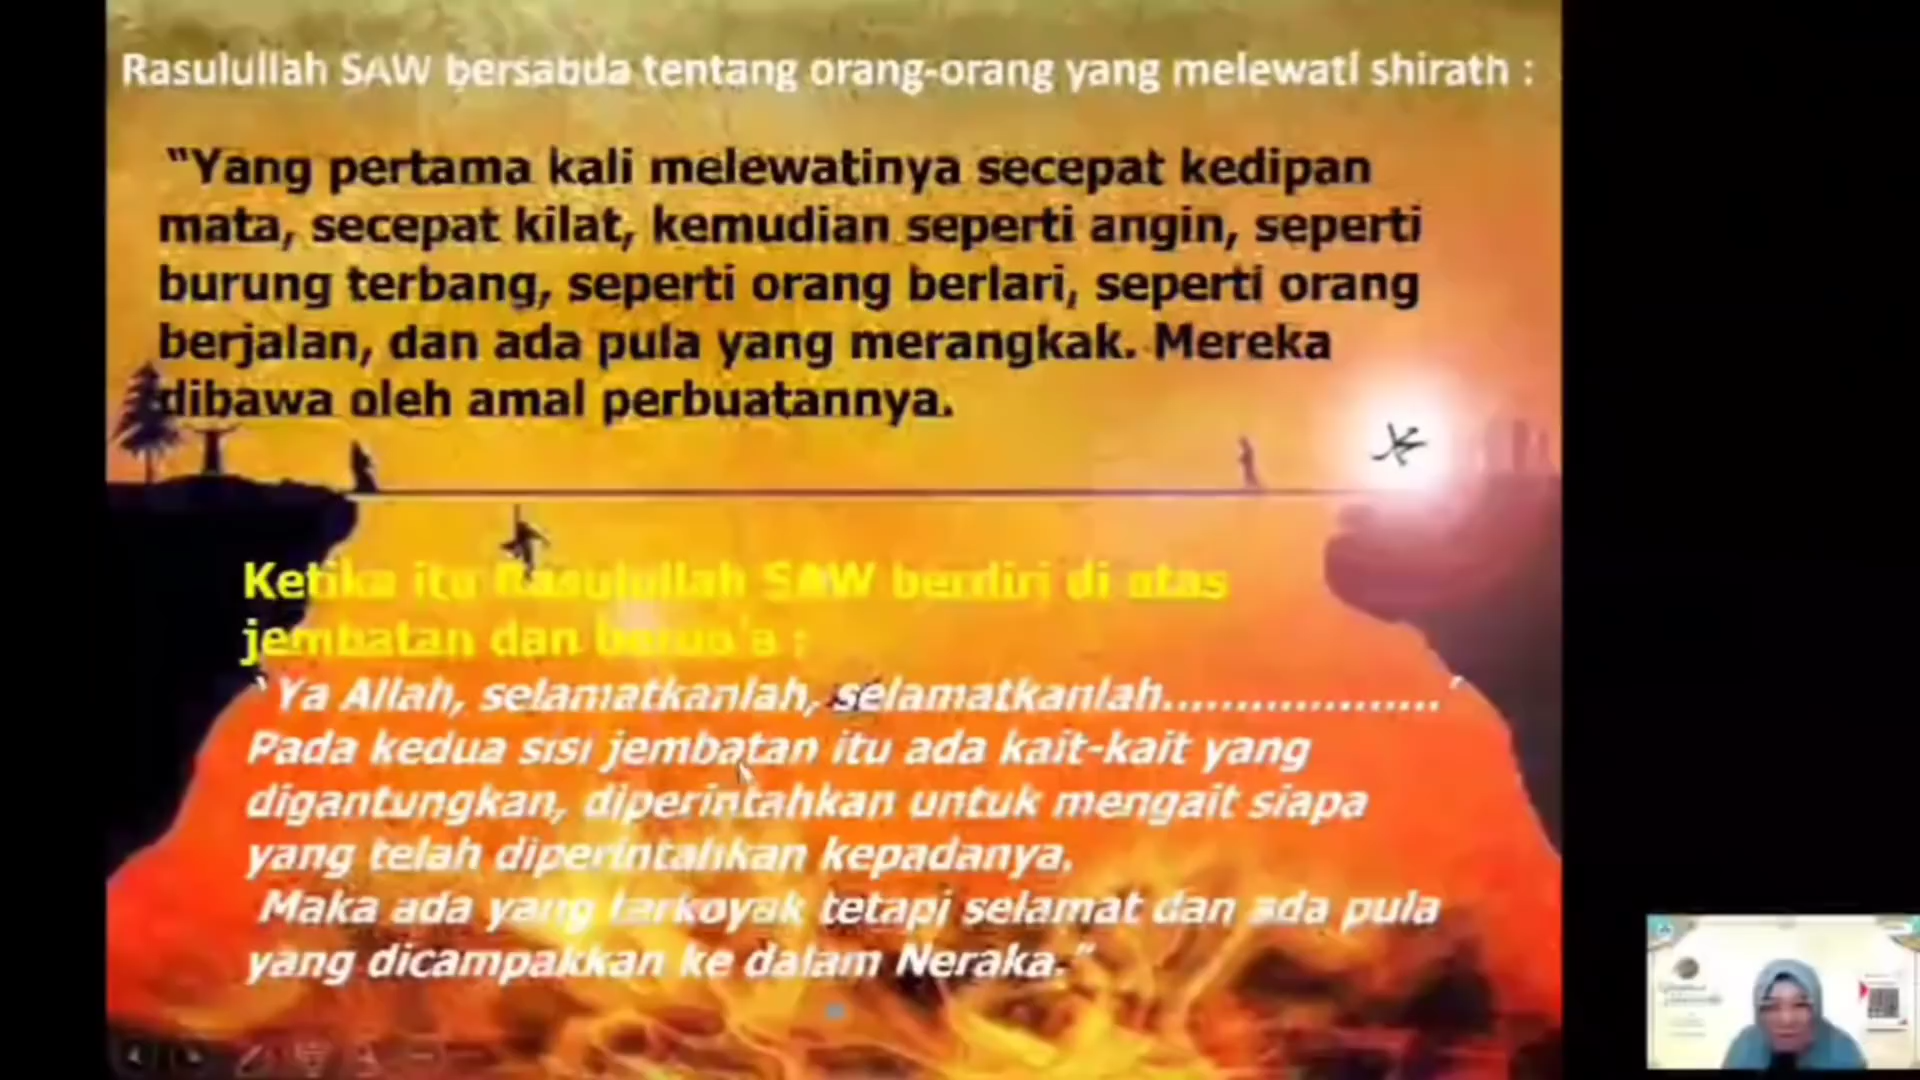 Rasulullah SAW bersabda tentang orang-orang yang melewati shirath :
“Yang pertama kali melewatinya secepat kedipan
mata, secepat kilat, kemudian seperti angin, seperti
burung terbang, seperti orang berlari, seperti orang
berjalan, dan ada pula yang merangkak. Mereka
dibawa oleh amal perbuatannya.
Ketika itu Rasulullah SAW berdiri di atas
jembatan dan berdo'a :
‘Ya Allah, selamatkanlah, selamatkanlah...................’
Pada kedua sisi jembatan itu ada kait-kait yang
digantungkan, diperintahkan untuk mengait siapa
yang telah diperintahkan kepadanya.
Maka ada yang terkoyak tetapi selamat dan ada pula
yang dicampakkan ke dalam Neraka.”